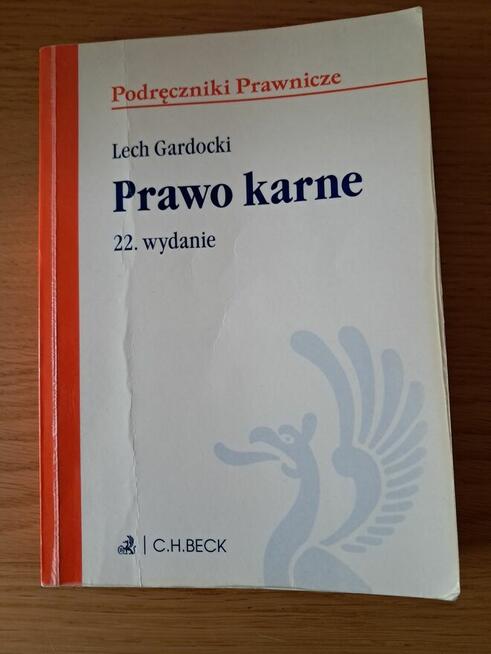 Podręczniki Prawnicze
Lech Gardocki
Prawo karne
22. wydanie
C.H.BECK